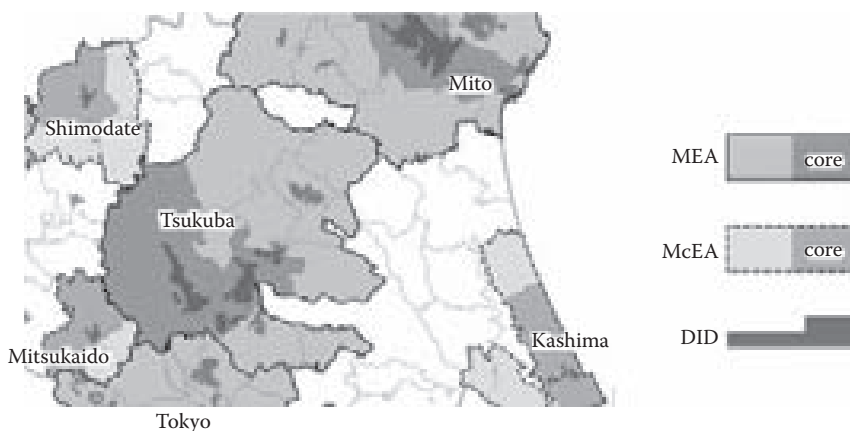 Mito
Shimodate
MEA
core
Tsukuba
McEA
core
Kashima
DID
Mitsukaido
Tokyo